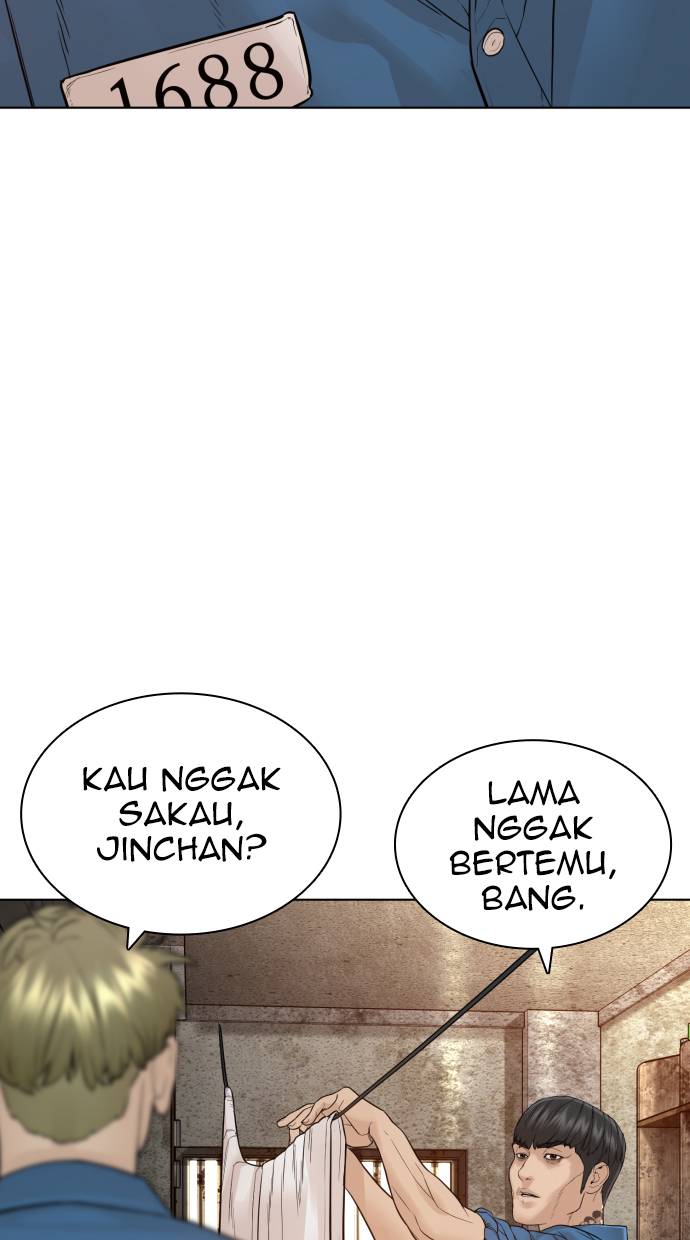 1688
KAU NGGAK
SAKAU,
JINCHAN?
LAMA
NGGAK
BERTEMU,
BANG.